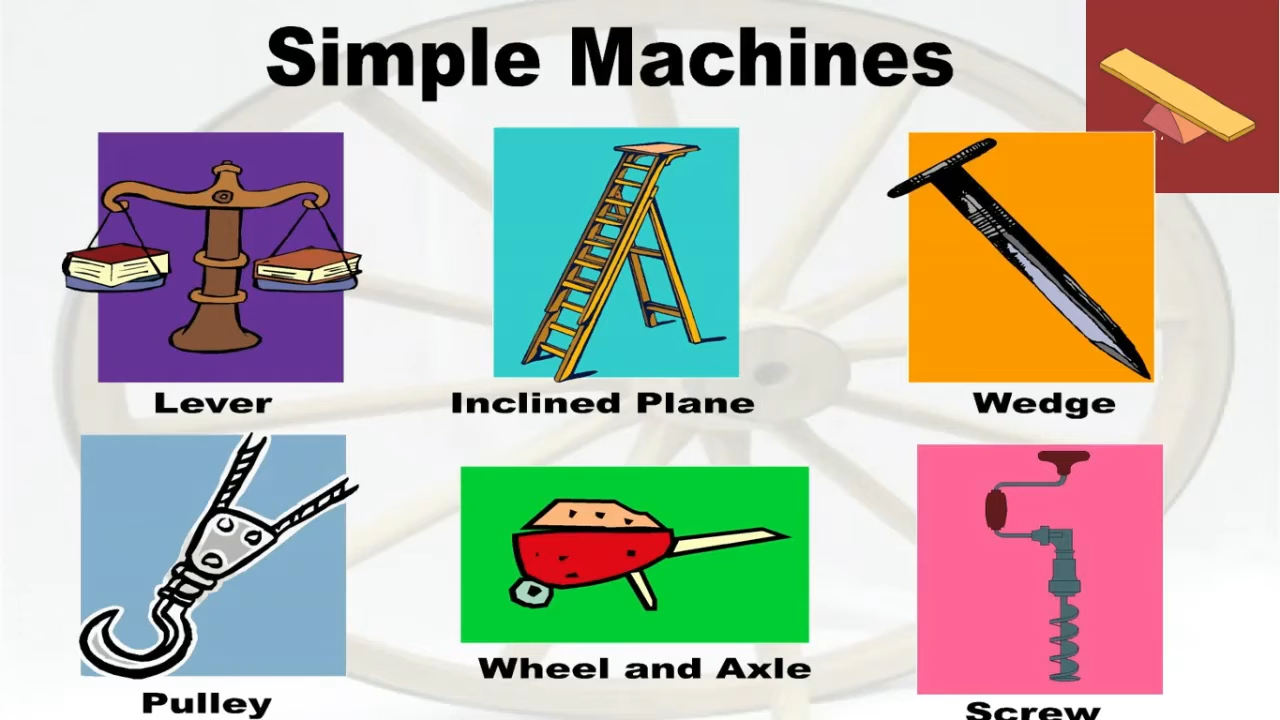 Simple Machines
Lever
Inclined Plane
Wedge
Pulley
Wheel and Axle
Screw